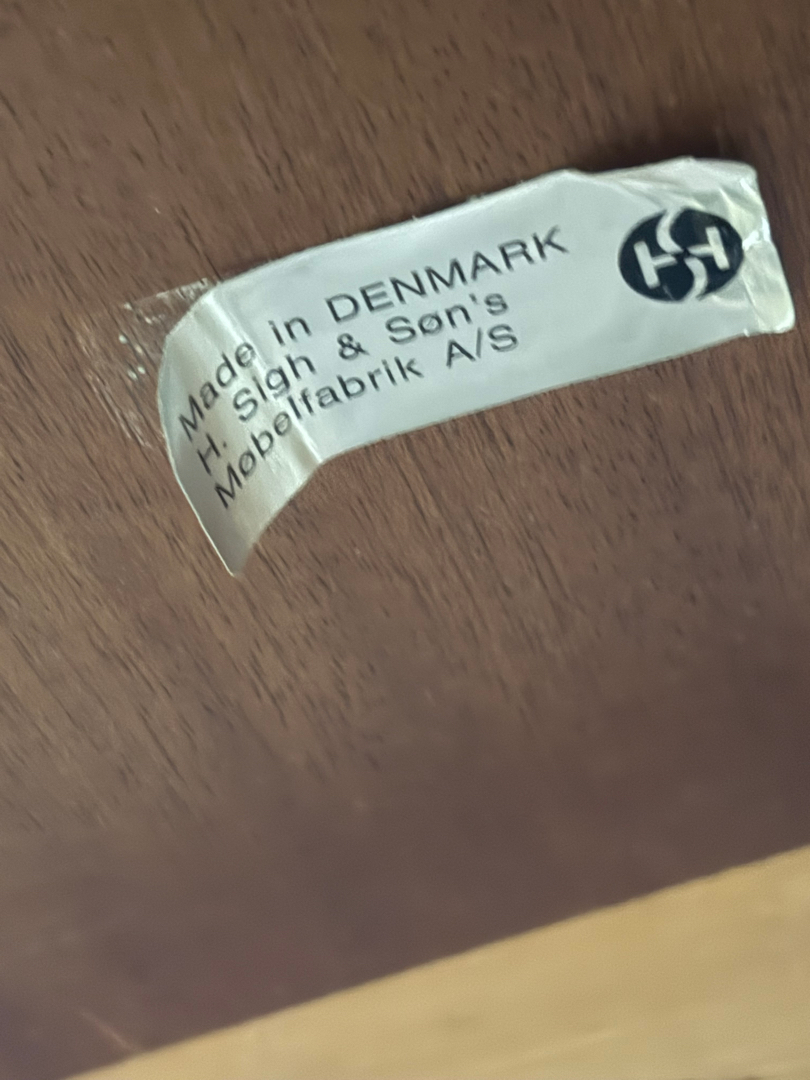 Made in DENMARK
H. Sigh & Søn's
Møbelfabrik A/S